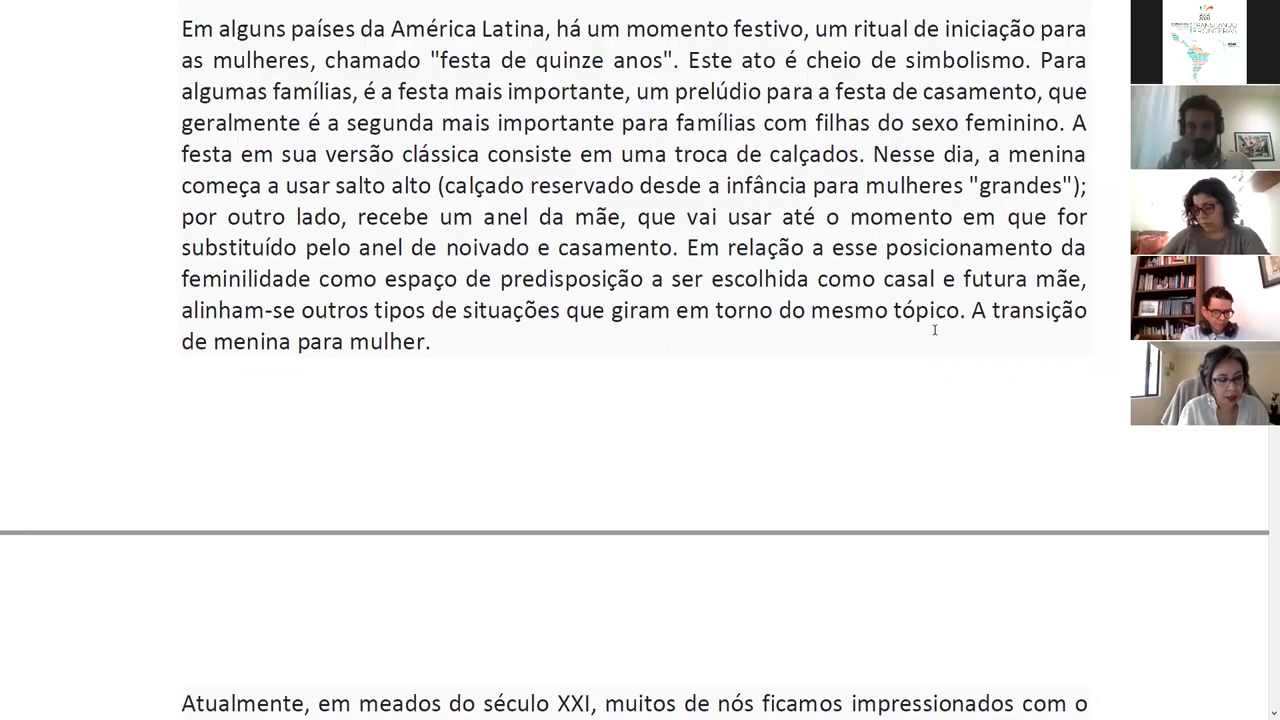 Em alguns países da América Latina, há um momento festivo, um ritual de iniciação para
as mulheres, chamado "festa de quinze anos". Este ato é cheio de simbolismo. Para
algumas famílias, é a festa mais importante, um prelúdio para a festa de casamento, que
geralmente é a segunda mais importante para famílias com filhas do sexo feminino. A
festa em sua versão clássica consiste em uma troca de calçados. Nesse dia, a menina
começa a usar salto alto (calçado reservado desde a infância para mulheres "grandes");
por outro lado, recebe um anel da mãe, que vai usar até o momento em que for
substituído pelo anel de noivado e casamento. Em relação a esse posicionamento da
feminilidade como espaço de predisposição a ser escolhida como casal e futura mãe,
alinham-se outros tipos de situações que giram em torno do mesmo tópico. A transição
de menina para mulher.
Atualmente, em meados do século XXI, muitos de nós ficamos impressionados com o
FRONTEIRAS